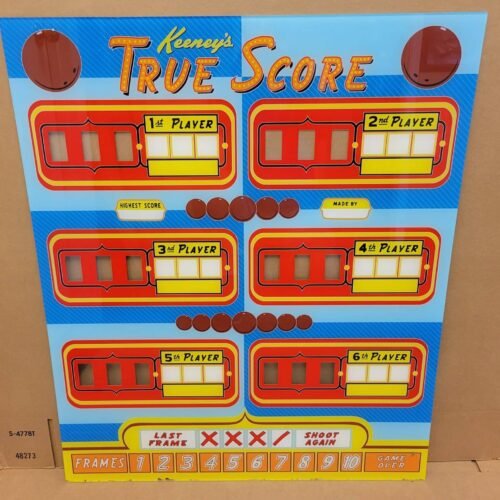 Keeney's
TRUE SCORE
1st PLAYER
2nd PLAYER
HIGHEST SCORE
MADE BY
3rd PLAYER
4th PLAYER
5th PLAYER
6th PLAYER
LAST FRAME
X X X /
SHOOT AGAIN
FRAMES 1 2 3 4 5 6 7 8 9 10 GAME OVER
S-4778T
48273